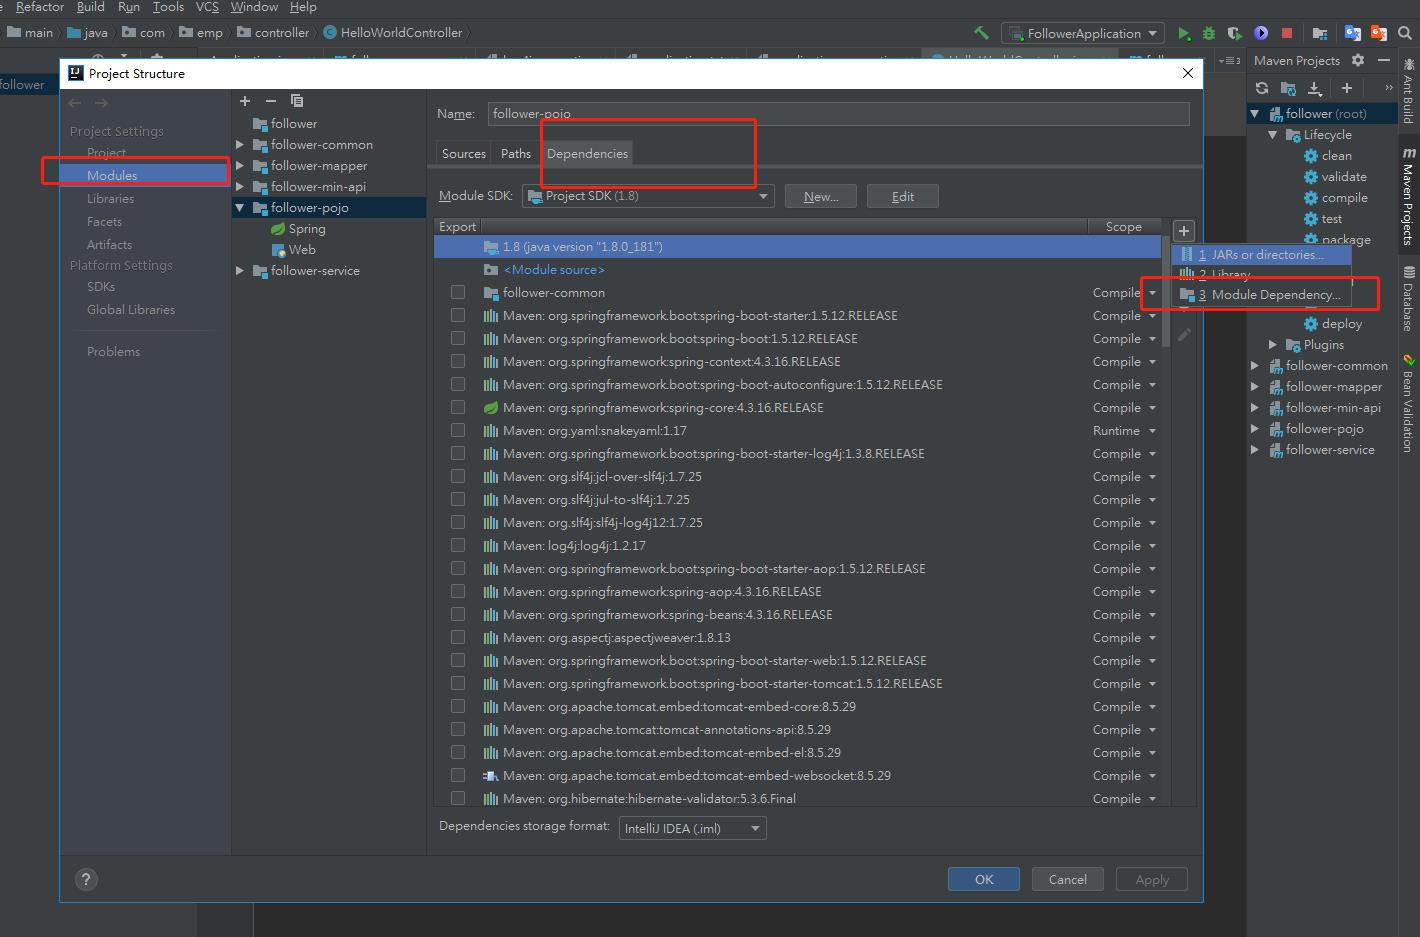 Refactor Build Run Tools VCS Window Help
main java com emp controller HelloWorldController
FollowerApplication
follower
Project Structure
Project Settings
Project
Modules
Libraries
Facets
Artifacts
Platform Settings
SDKs
Global Libraries
Problems
follower
follower-common
follower-mapper
follower-min-api
follower-pojo
Spring
Web
follower-service
Name: follower-pojo
Sources Paths Dependencies
Module SDK: Project SDK (1.8) New... Edit
Export Scope
1.8 (java version "1.8.0_181")
<Module source>
follower-common Compile
Maven: org.springframework.boot:spring-boot-starter:1.5.12.RELEASE Compile
Maven: org.springframework.boot:spring-boot:1.5.12.RELEASE Compile
Maven: org.springframework:spring-context:4.3.16.RELEASE Compile
Maven: org.springframework.boot:spring-boot-autoconfigure:1.5.12.RELEASE Compile
Maven: org.springframework:spring-core:4.3.16.RELEASE Compile
Maven: org.yaml:snakeyaml:1.17 Runtime
Maven: org.springframework.boot:spring-boot-starter-log4j:1.3.8.RELEASE Compile
Maven: org.slf4j:jcl-over-slf4j:1.7.25 Compile
Maven: org.slf4j:jul-to-slf4j:1.7.25 Compile
Maven: org.slf4j:slf4j-log4j12:1.7.25 Compile
Maven: log4j:log4j:1.2.17 Compile
Maven: org.springframework.boot:spring-boot-starter-aop:1.5.12.RELEASE Compile
Maven: org.springframework:spring-aop:4.3.16.RELEASE Compile
Maven: org.springframework:spring-beans:4.3.16.RELEASE Compile
Maven: org.aspectj:aspectjweaver:1.8.13 Compile
Maven: org.springframework.boot:spring-boot-starter-web:1.5.12.RELEASE Compile
Maven: org.springframework.boot:spring-boot-starter-tomcat:1.5.12.RELEASE Compile
Maven: org.apache.tomcat.embed:tomcat-embed-core:8.5.29 Compile
Maven: org.apache.tomcat:tomcat-annotations-api:8.5.29 Compile
Maven: org.apache.tomcat.embed:tomcat-embed-el:8.5.29 Compile
Maven: org.apache.tomcat.embed:tomcat-embed-websocket:8.5.29 Compile
Maven: org.hibernate:hibernate-validator:5.3.6.Final Compile
1 JARs or directories...
2 Library...
3 Module Dependency...
Dependencies storage format: IntelliJ IDEA (.iml)
? OK Cancel Apply
Maven Projects
follower (root)
Lifecycle
clean
validate
compile
test
package
deploy
Plugins
follower-common
follower-mapper
follower-min-api
follower-pojo
follower-service
Ant Build
Maven Projects
Database
Bean Validation